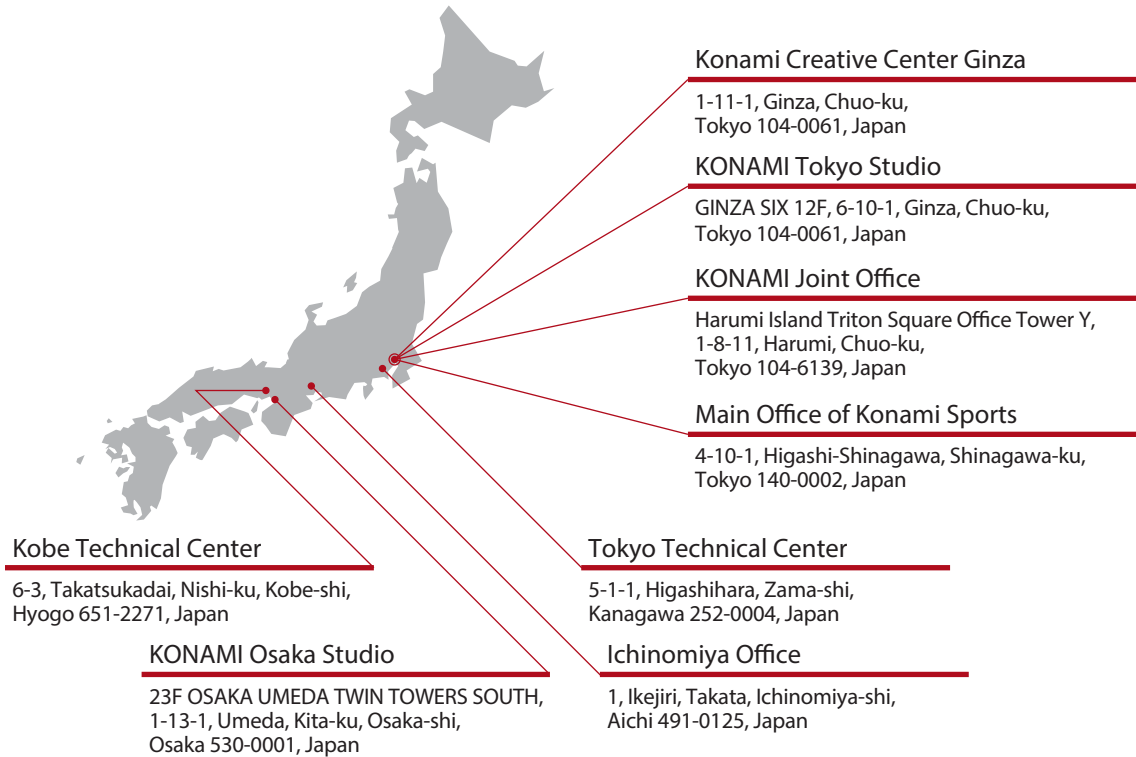 Konami Creative Center Ginza
1-11-1, Ginza, Chuo-ku,
Tokyo 104-0061, Japan
KONAMI Tokyo Studio
GINZA SIX 12F, 6-10-1, Ginza, Chuo-ku,
Tokyo 104-0061, Japan
KONAMI Joint Office
Harumi Island Triton Square Office Tower Y,
1-8-11, Harumi, Chuo-ku,
Tokyo 104-6139, Japan
Main Office of Konami Sports
4-10-1, Higashi-Shinagawa, Shinagawa-ku,
Tokyo 140-0002, Japan
Kobe Technical Center
6-3, Takatsukadai, Nishi-ku, Kobe-shi,
Hyogo 651-2271, Japan
Tokyo Technical Center
5-1-1, Higashihara, Zama-shi,
Kanagawa 252-0004, Japan
KONAMI Osaka Studio
23F OSAKA UMEDA TWIN TOWERS SOUTH,
1-13-1, Umeda, Kita-ku, Osaka-shi,
Osaka 530-0001, Japan
Ichinomiya Office
1, Ikejiri, Takata, Ichinomiya-shi,
Aichi 491-0125, Japan